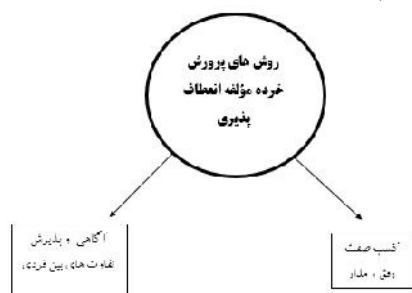 روش های پرورش
خرده مؤلفه انعطاف
پذیری
آگاهی و پذیرش
تفاوت های بین فردی
کسب صفت
رفق و مدارا